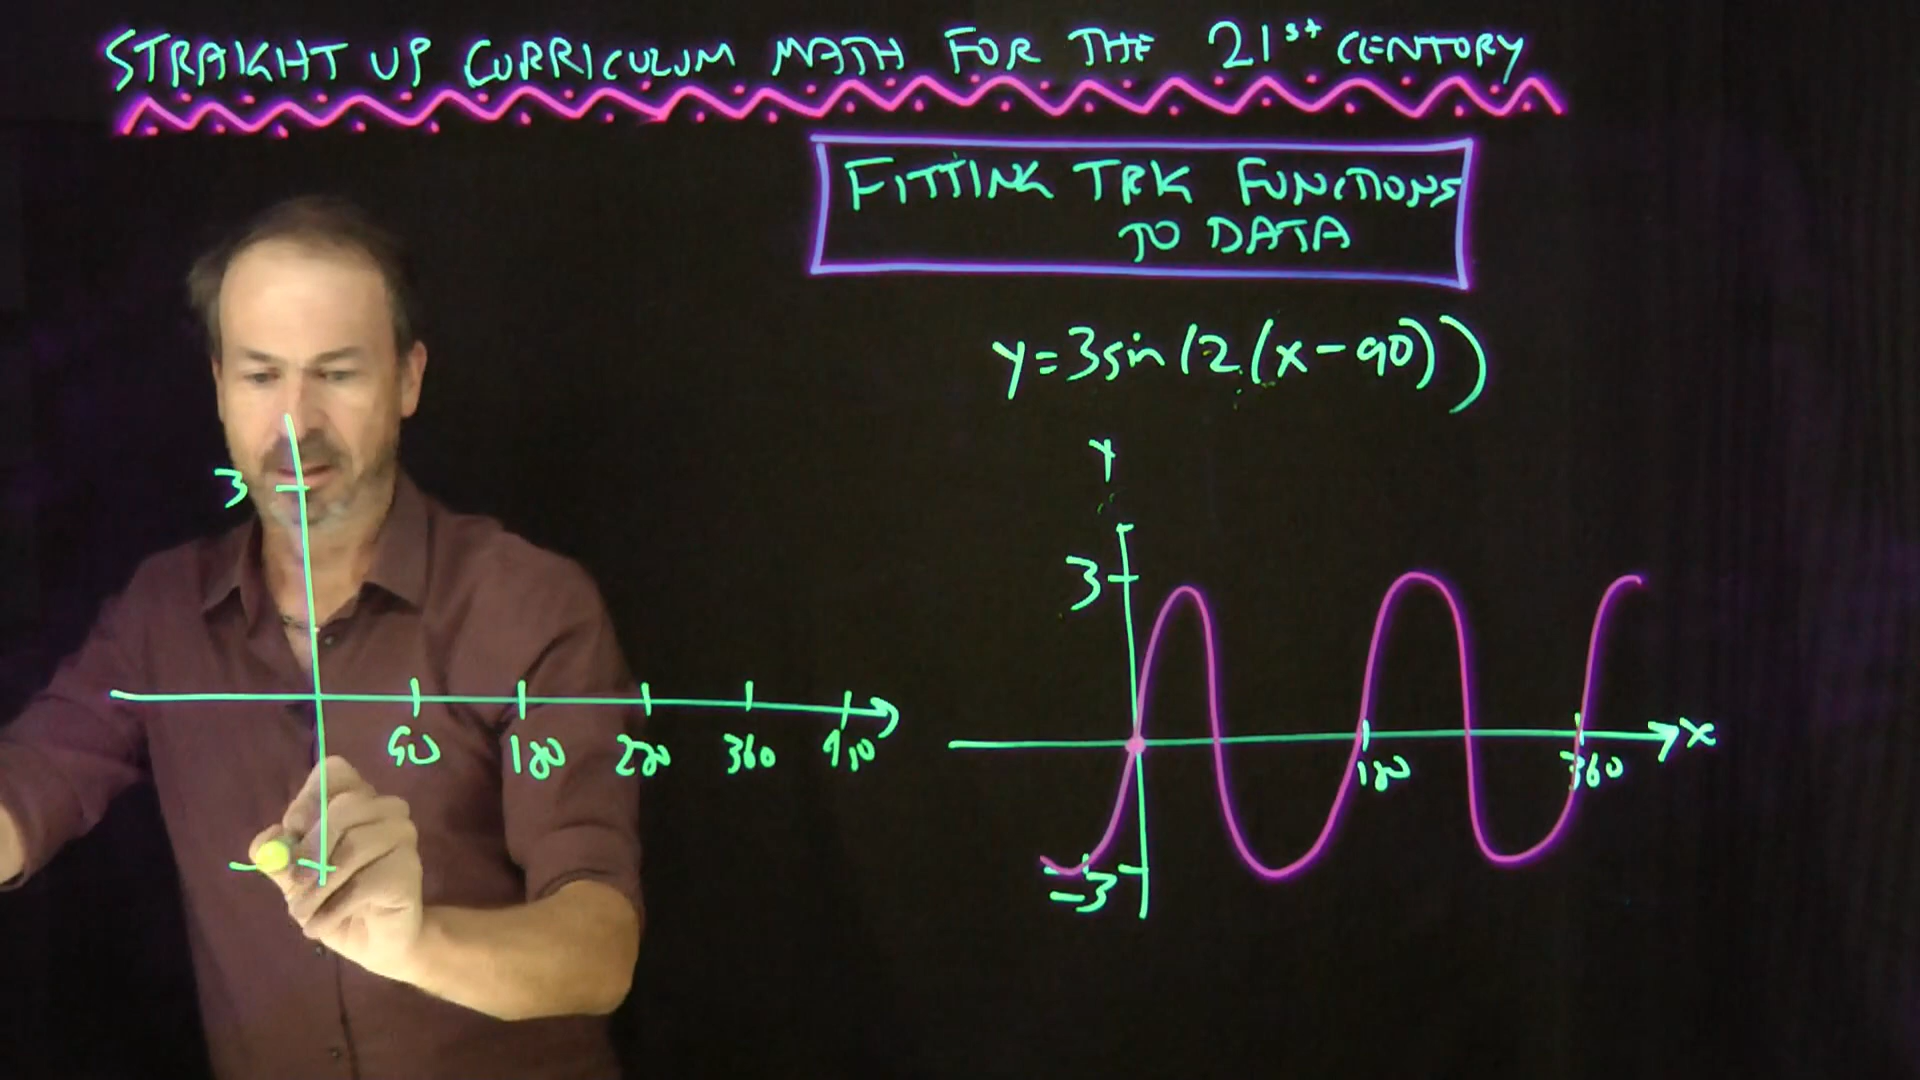 STRAIGHT UP CURRICULUM MATH FOR THE 21st CENTORY
FITTING TRIG FUNCTIONS
TO DATA
y=3sin(2(x-90))
Y
3
3
90 180 270 360 450
X
180 360
-3